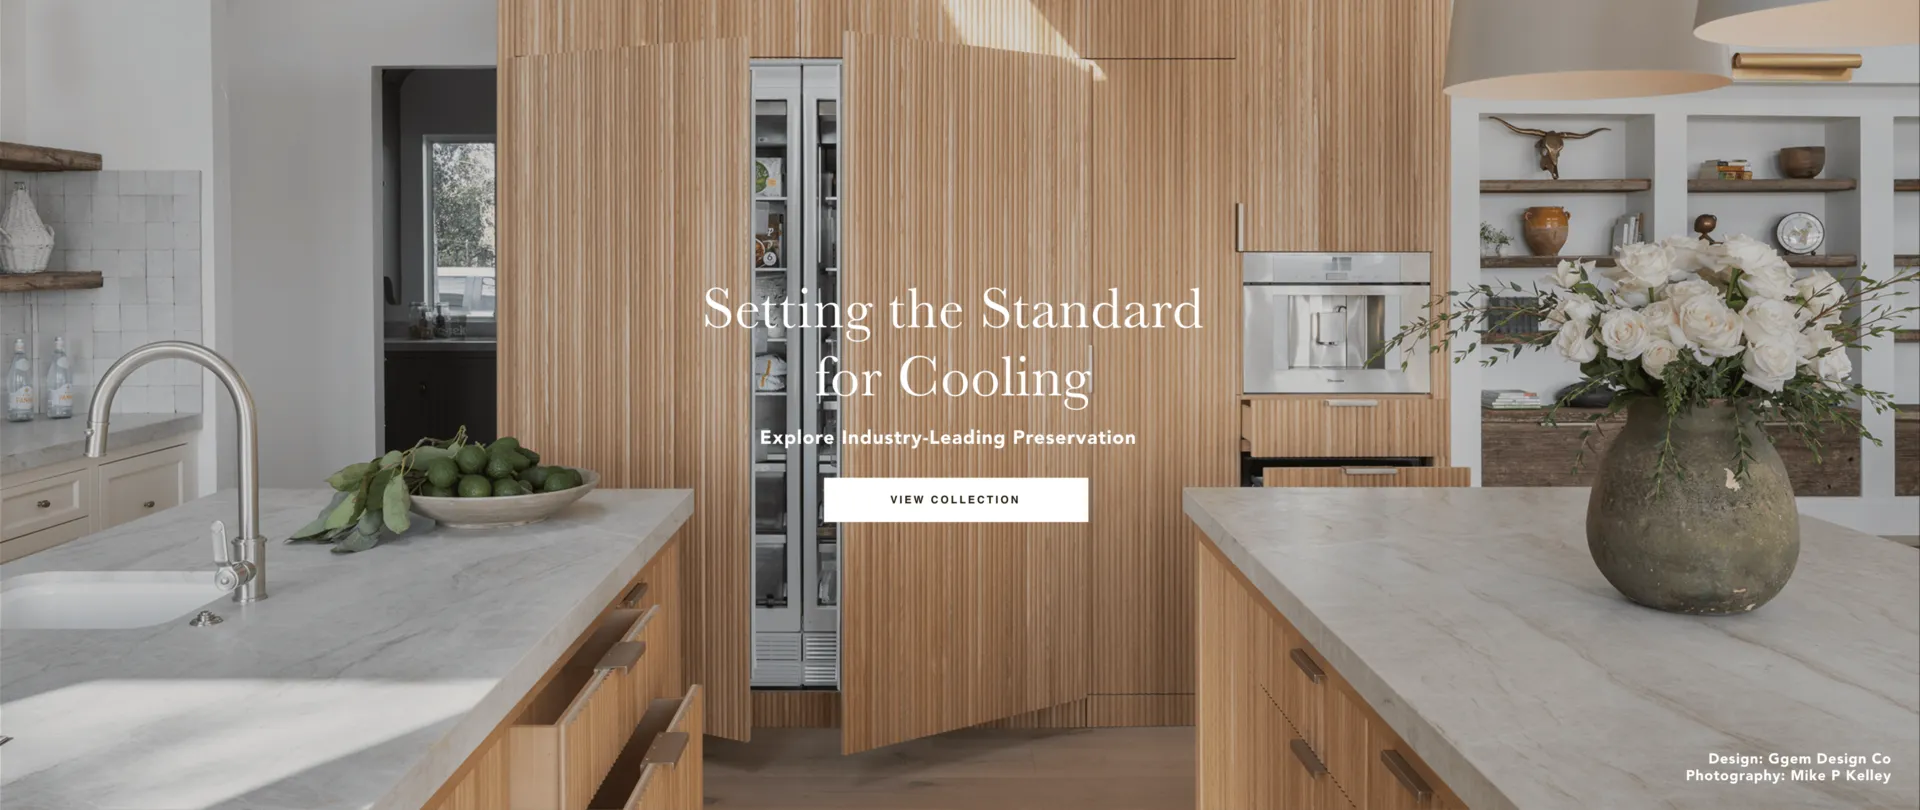 Setting the Standard
for Cooling
Explore Industry-Leading Preservation
VIEW COLLECTION
Design: Ggem Design Co
Photography: Mike P Kelley